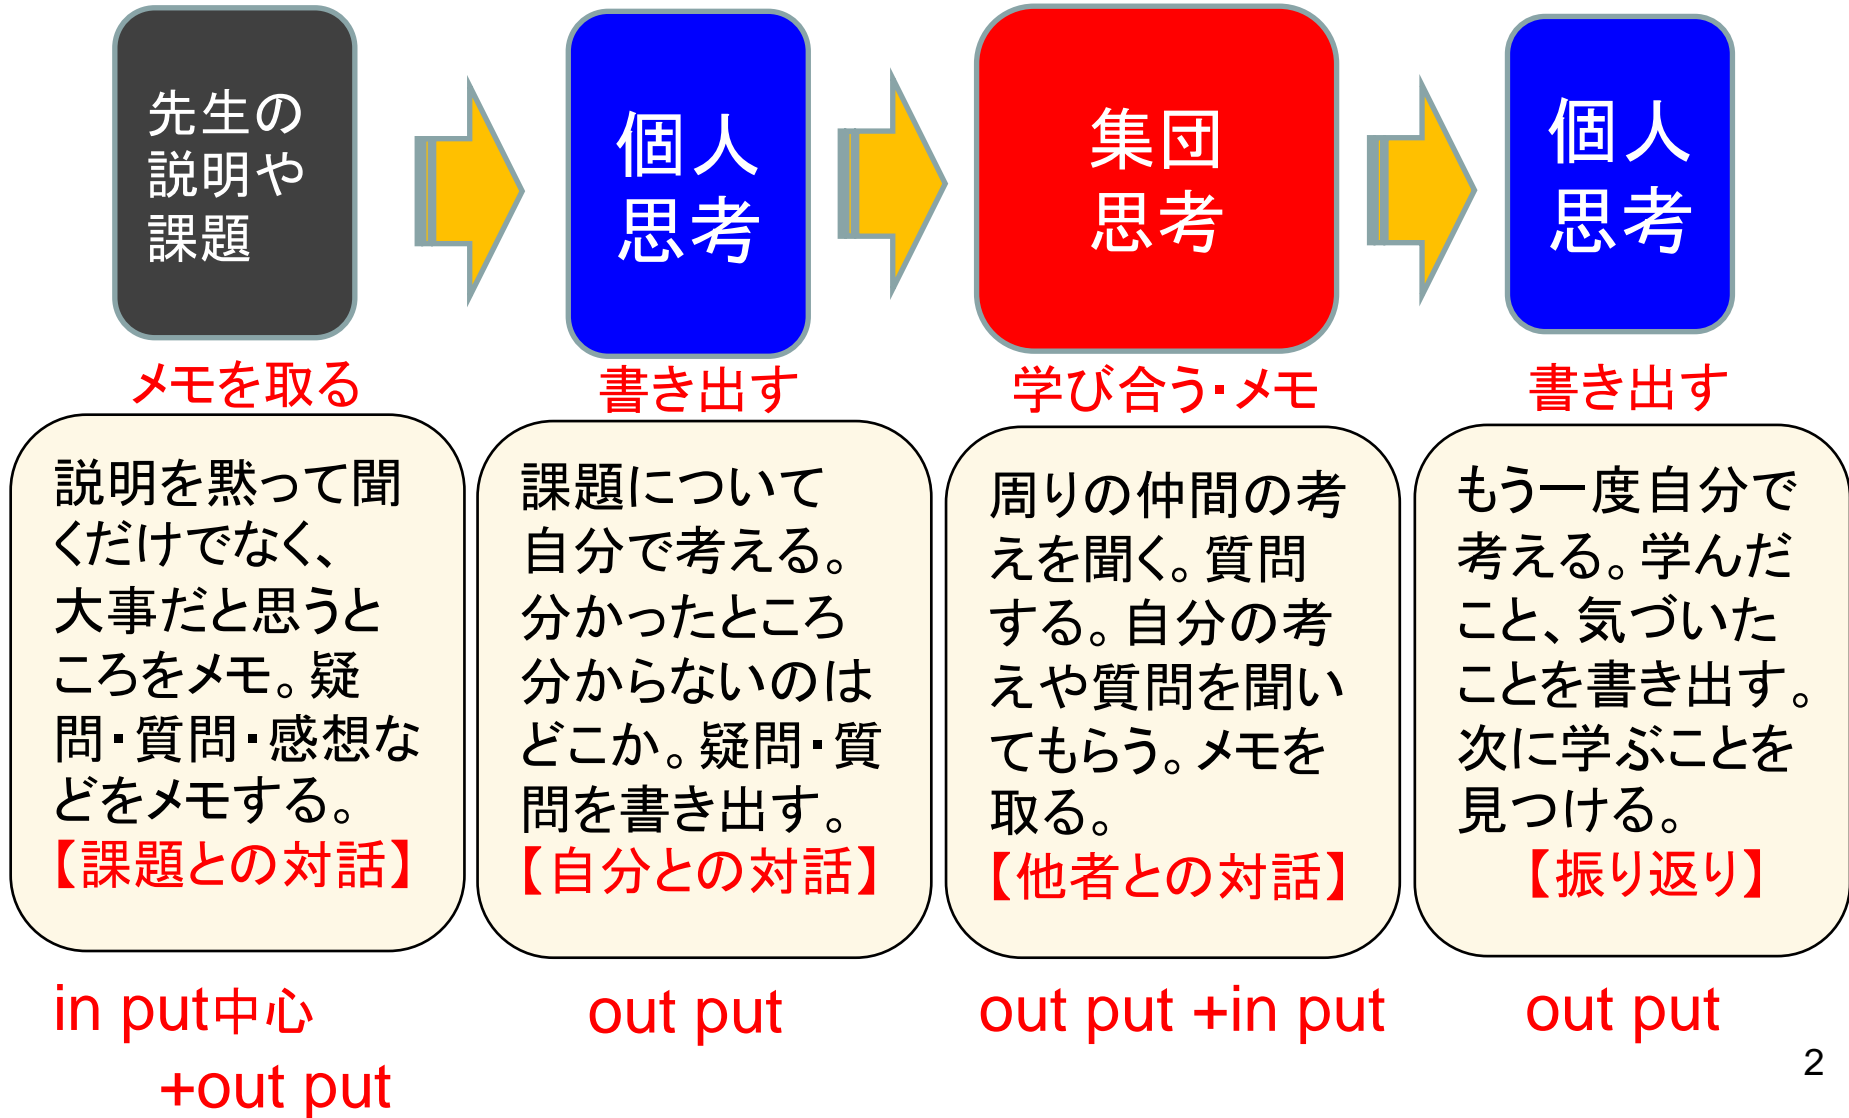 先生の
説明や
課題
個人
思考
集団
思考
個人
思考
メモを取る
書き出す
学び合う・メモ
書き出す
説明を黙って聞
くだけでなく、
大事だと思うと
ころをメモ。疑
問・質問・感想な
どをメモする。
【課題との対話】
課題について
自分で考える。
分かったところ
分からないのは
どこか。疑問・質
問を書き出す。
【自分との対話】
周りの仲間の考
えを聞く。質問
する。自分の考
えや質問を聞い
てもらう。メモを
取る。
【他者との対話】
もう一度自分で
考える。学んだ
こと、気づいた
ことを書き出す。
次に学ぶことを
見つける。
【振り返り】
in put中心
+out put
out put
out put +in put
out put
2